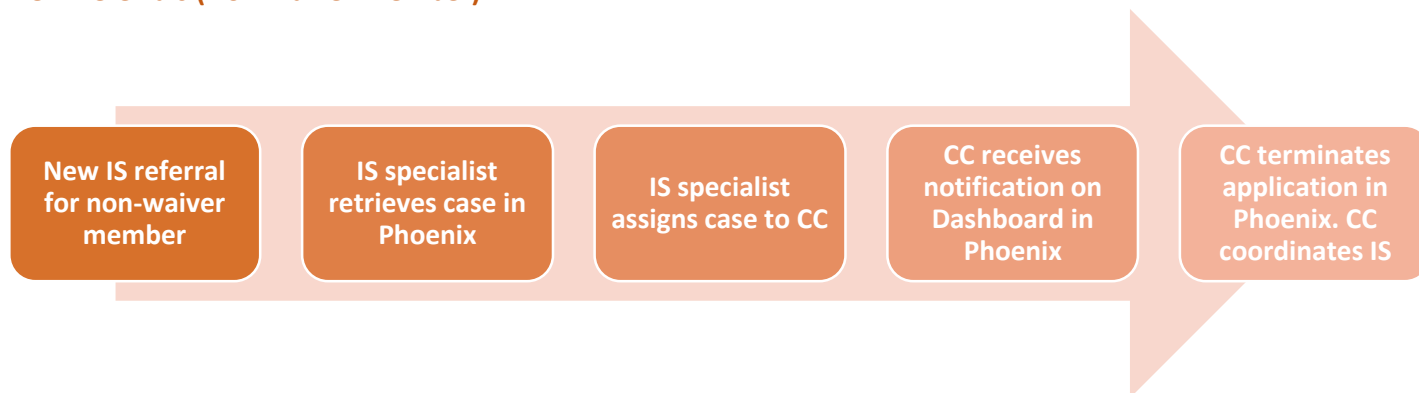 New IS referral
for non-waiver
member
IS specialist
retrieves case in
Phoenix
IS specialist
assigns case to CC
CC receives
notification on
Dashboard in
Phoenix
CC terminates
application in
Phoenix. CC
coordinates IS